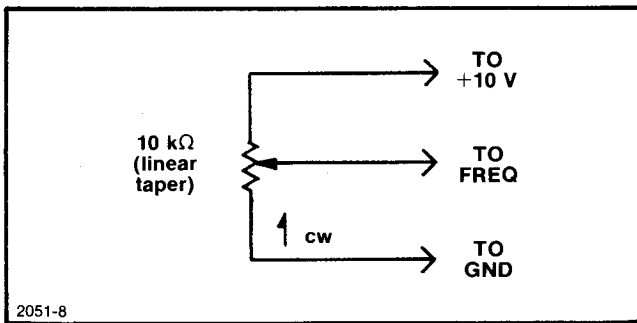 TO
+10 V
10 kΩ
(linear
taper)
TO
FREQ
cw
TO
GND
2051-8